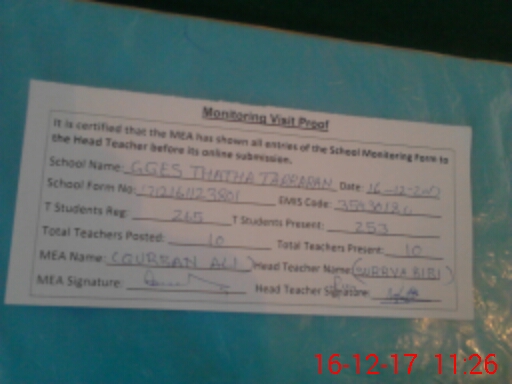 Monitoring Visit Proof
It is certified that the MEA has shown all entries of the School Monitoring Form to
the Head Teacher before its online submission.
School Name: GGES THATHA Date: 16-12-2017
School Form No: EMIS Code:
T Students Reg: 265 T Students Present: 253
Total Teachers Posted: 10 Total Teachers Present: 10
MEA Name: (QURBAN ALI) Head Teacher Name: (SURRYA BIBI)
MEA Signature: Head Teacher Signature:
16-12-17 11:26